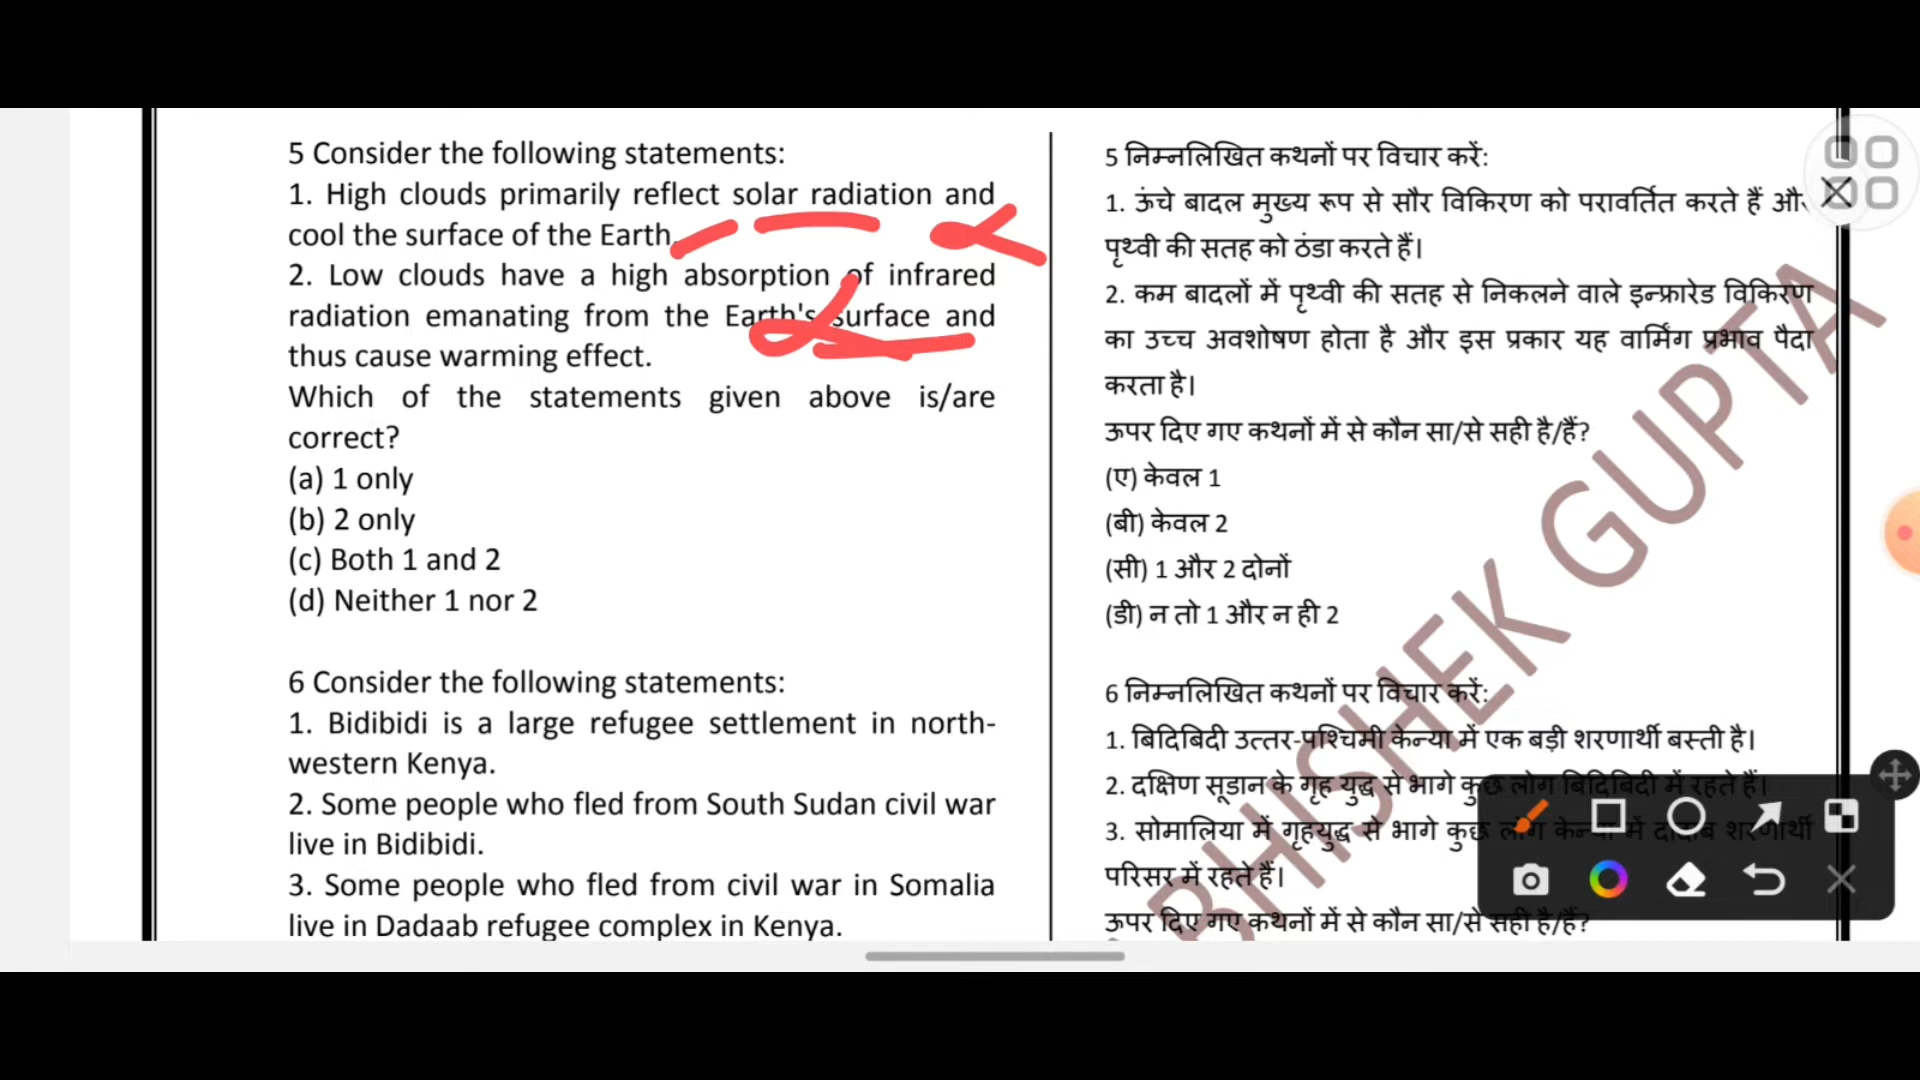 5 Consider the following statements:
1. High clouds primarily reflect solar radiation and
cool the surface of the Earth.
2. Low clouds have a high absorption of infrared
radiation emanating from the Earth's surface and
thus cause warming effect.
Which of the statements given above is/are
correct?
(a) 1 only
(b) 2 only
(c) Both 1 and 2
(d) Neither 1 nor 2
6 Consider the following statements:
1. Bidibidi is a large refugee settlement in north-
western Kenya.
2. Some people who fled from South Sudan civil war
live in Bidibidi.
3. Some people who fled from civil war in Somalia
live in Dadaab refugee complex in Kenya.
5 निम्नलिखित कथनों पर विचार करें:
1. ऊंचे बादल मुख्य रूप से सौर विकिरण को परावर्तित करते हैं और
पृथ्वी की सतह को ठंडा करते हैं।
2. कम बादलों में पृथ्वी की सतह से निकलने वाले इन्फ्रारेड विकिरण
का उच्च अवशोषण होता है और इस प्रकार यह वार्मिंग प्रभाव पैदा
करता है।
ऊपर दिए गए कथनों में से कौन सा/से सही है/हैं?
(ए) केवल 1
(बी) केवल 2
(सी) 1 और 2 दोनों
(डी) न तो 1 और न ही 2
6 निम्नलिखित कथनों पर विचार करें:
1. बिदिबिदी उत्तर-पश्चिमी केन्या में एक बड़ी शरणार्थी बस्ती है।
2. दक्षिण सूडान के गृह युद्ध से भागे कुछ लोग बिदिबिदी में रहते हैं।
3. सोमालिया में गृहयुद्ध से भागे कुछ लोग केन्या में दादाब शरणार्थी
परिसर में रहते हैं।
ऊपर दिए गए कथनों में से कौन सा/से सही है/हैं?
BHISHEK GUPTA